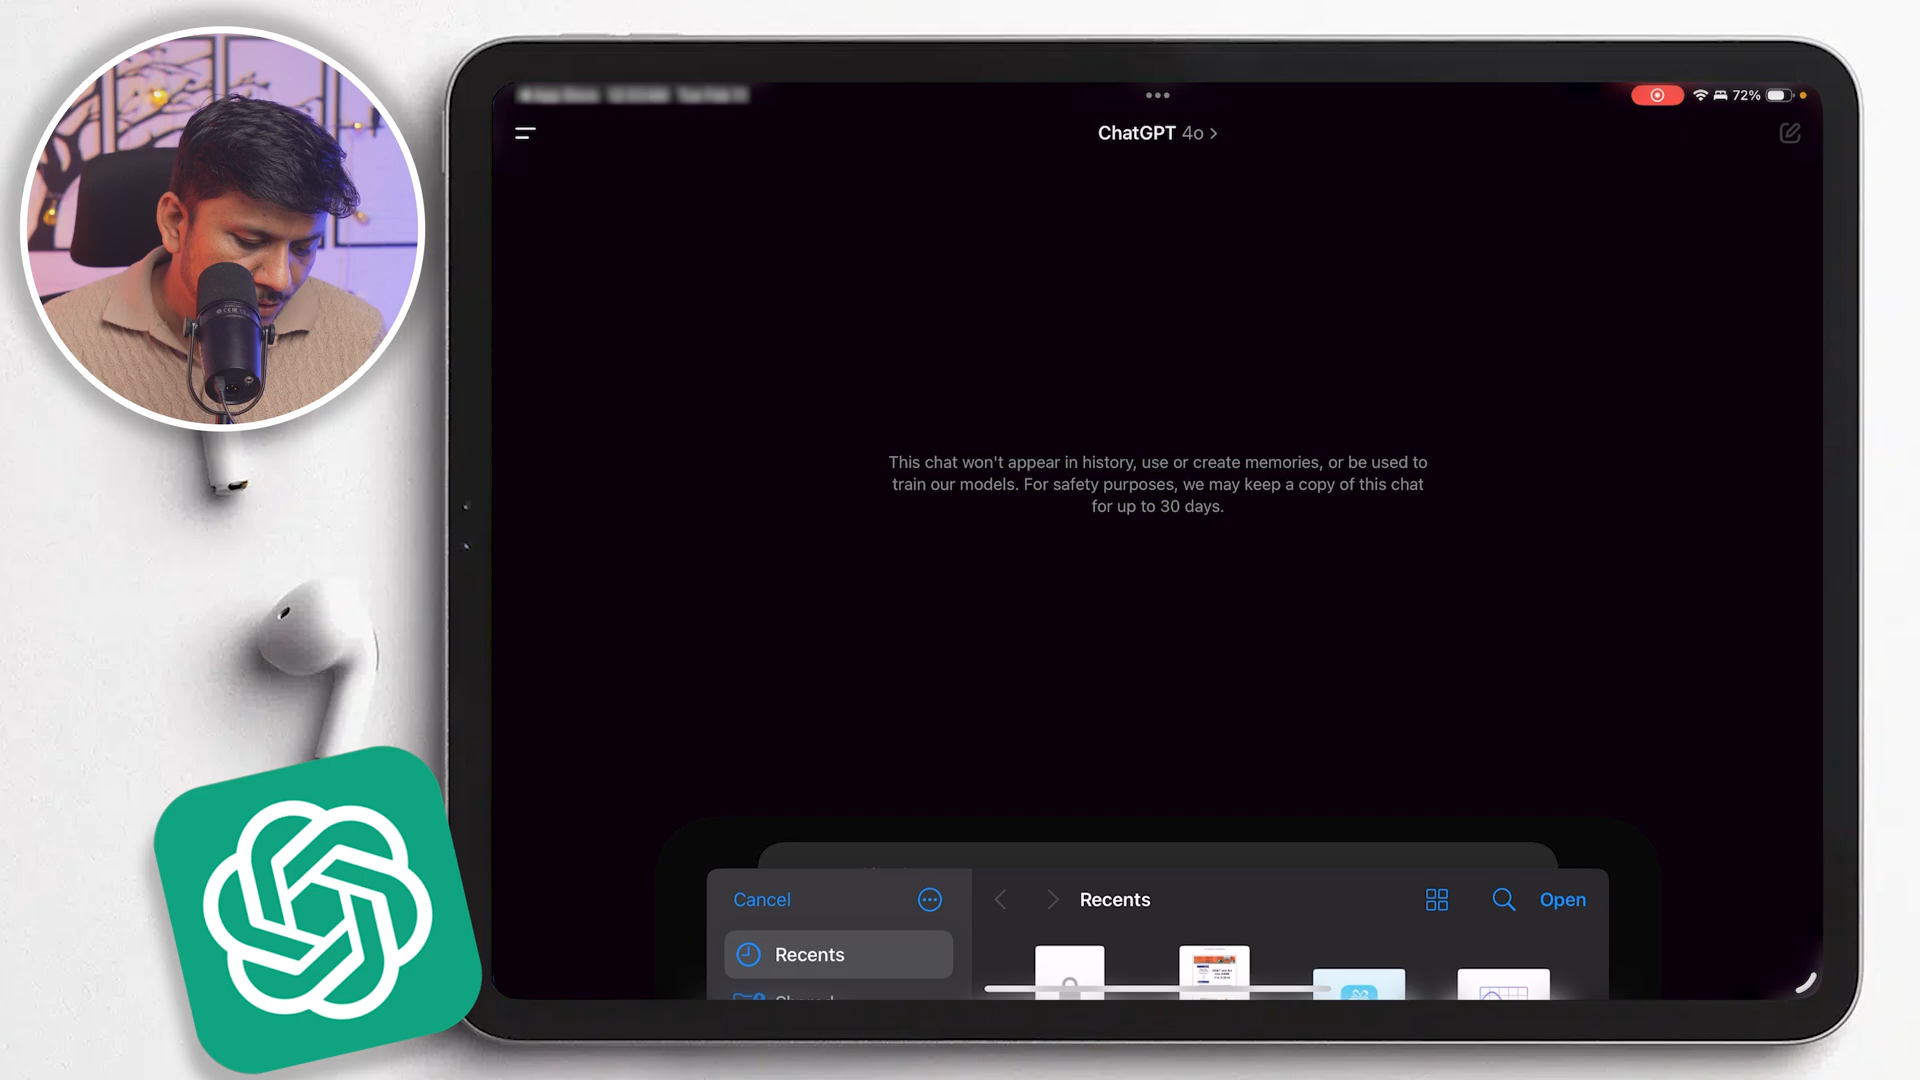 72%
ChatGPT 4o >
This chat won't appear in history, use or create memories, or be used to
train our models. For safety purposes, we may keep a copy of this chat
for up to 30 days.
Cancel
Recents
Open
Recents
Shared